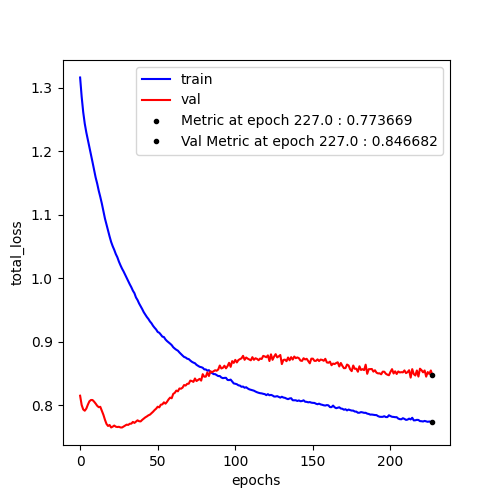 train
val
Metric at epoch 227.0 : 0.773669
Val Metric at epoch 227.0 : 0.846682
1.3
1.2
1.1
1.0
0.9
0.8
total_loss
0 50 100 150 200
epochs